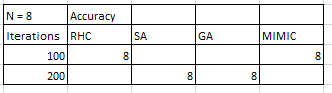 N = 8 Accuracy
Iterations RHC SA GA MIMIC
100 8 8
200 8 8